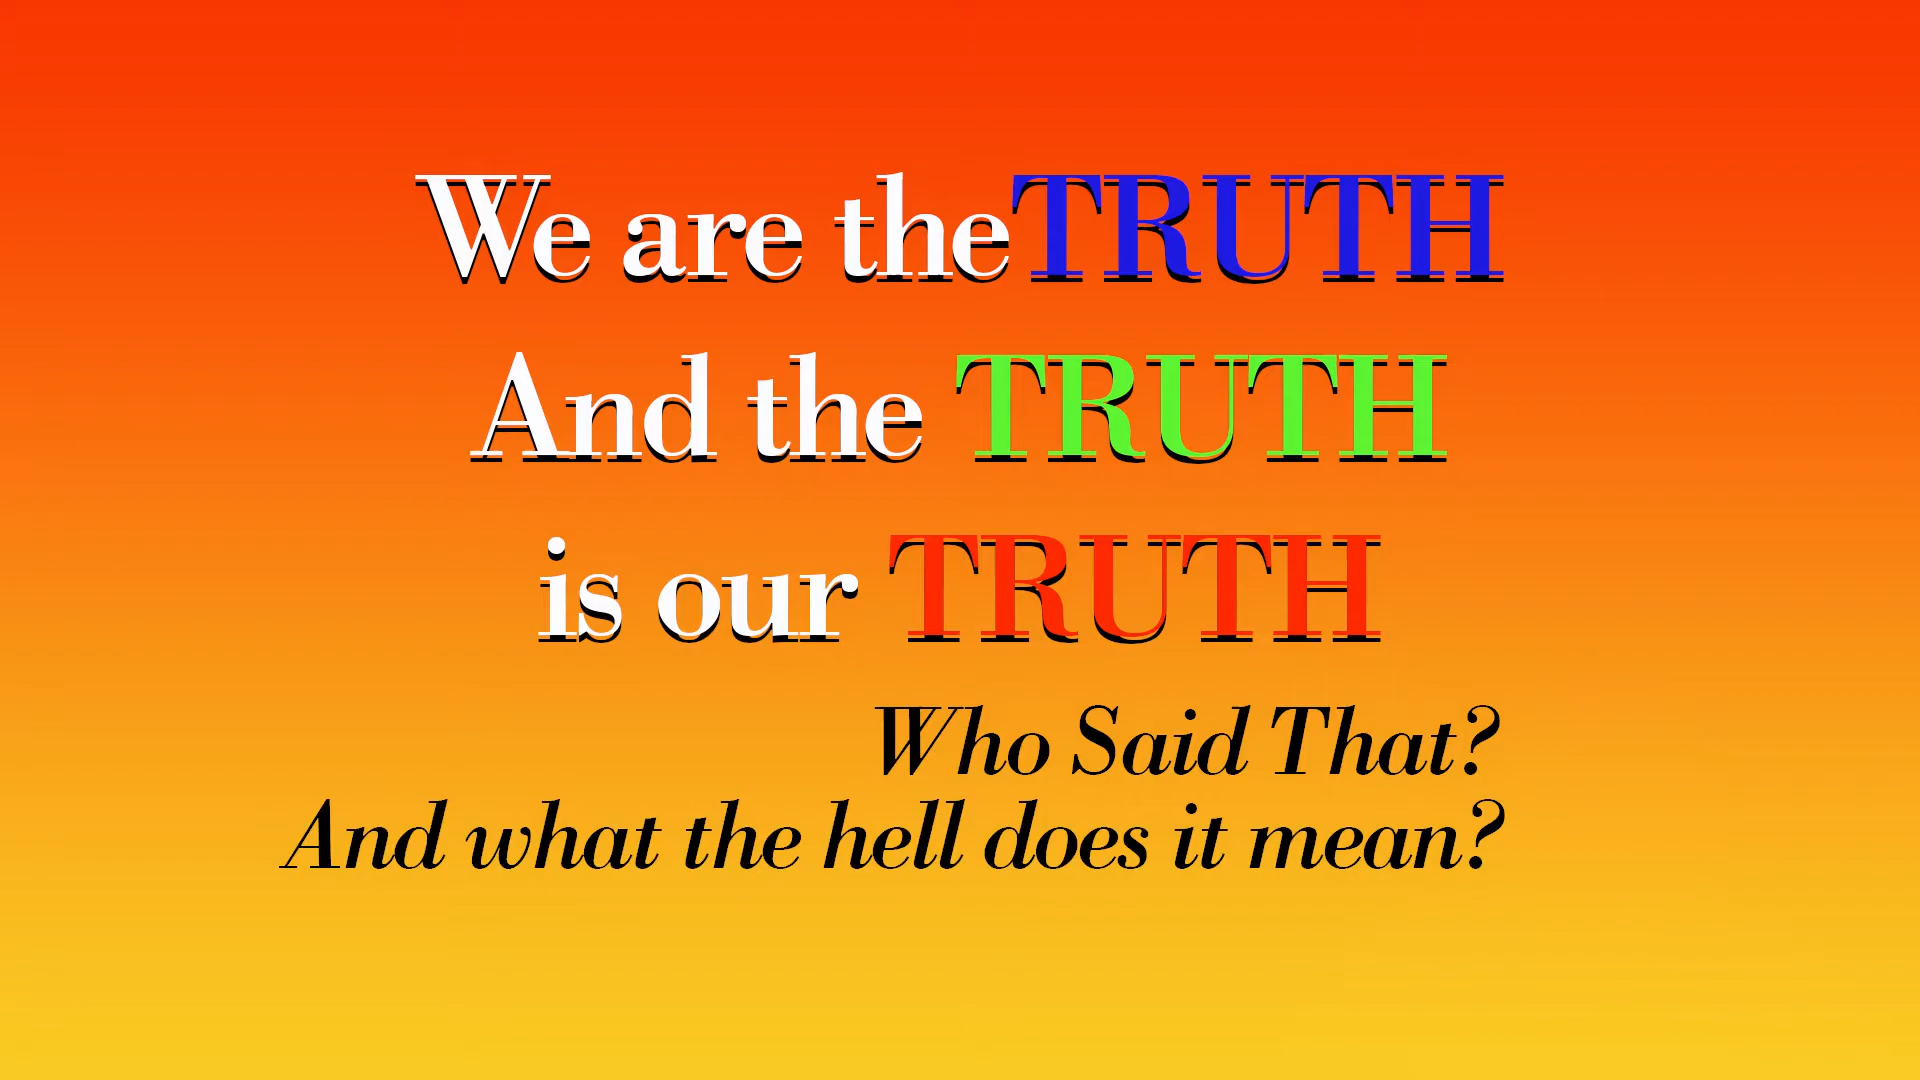 We are the TRUTH
And the TRUTH
is our TRUTH
Who Said That?
And what the hell does it mean?